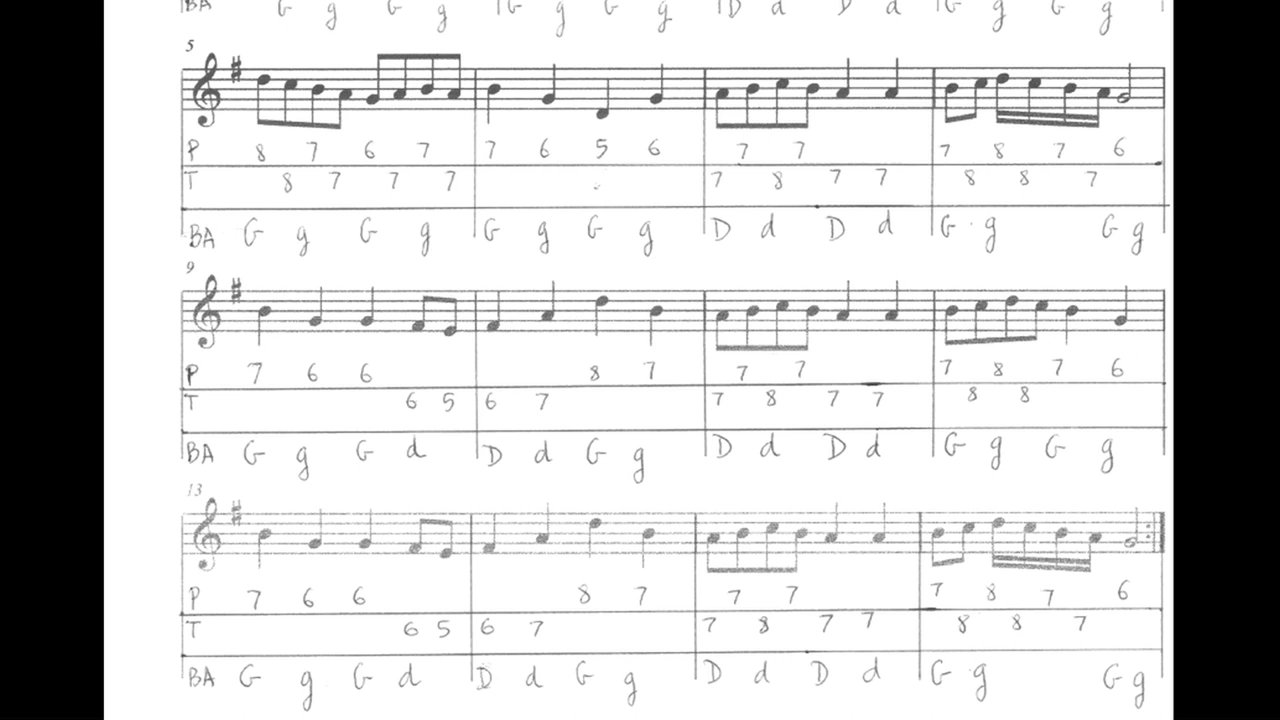 BA G g G g G g G g D d D d G g G g
5
P 8 7 6 7 7 6 5 6 7 7 7 8 7 6
T 8 7 7 7 7 8 7 7 8 8 7
BA G g G g G g G g D d D d G g G g
9
P 7 6 6 8 7 7 7 7 8 7 6
T 6 5 6 7 7 8 7 7 8 8
BA G g G d D d G g D d D d G g G g
13
P 7 6 6 8 7 7 7 7 8 7 6
T 6 5 6 7 7 8 7 7 8 8 7
BA G g G d D d G g D d D d G g G g